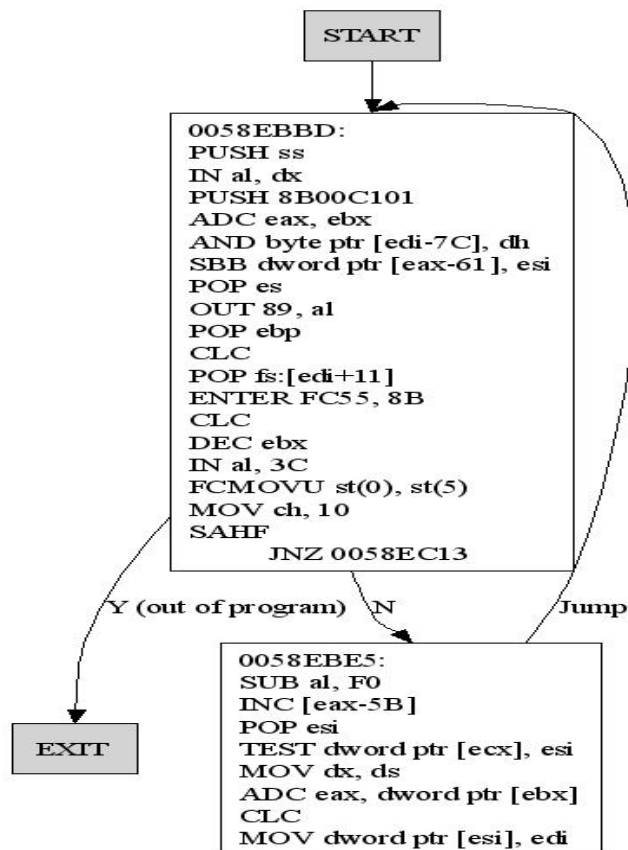 START
0058EBBD:
PUSH ss
IN al, dx
PUSH 8B00C101
ADC eax, ebx
AND byte ptr [edi-7C], dh
SBB dword ptr [eax-61], esi
POP es
OUT 89, al
POP ebp
CLC
POP fs:[edi+11]
ENTER FC55, 8B
CLC
DEC ebx
IN al, 3C
FCMOVU st(0), st(5)
MOV ch, 10
SAHF
JNZ 0058EC13
Y (out of program) N Jump
0058EBE5:
SUB al, F0
INC [eax-5B]
POP esi
TEST dword ptr [ecx], esi
MOV dx, ds
ADC eax, dword ptr [ebx]
CLC
MOV dword ptr [esi], edi
EXIT